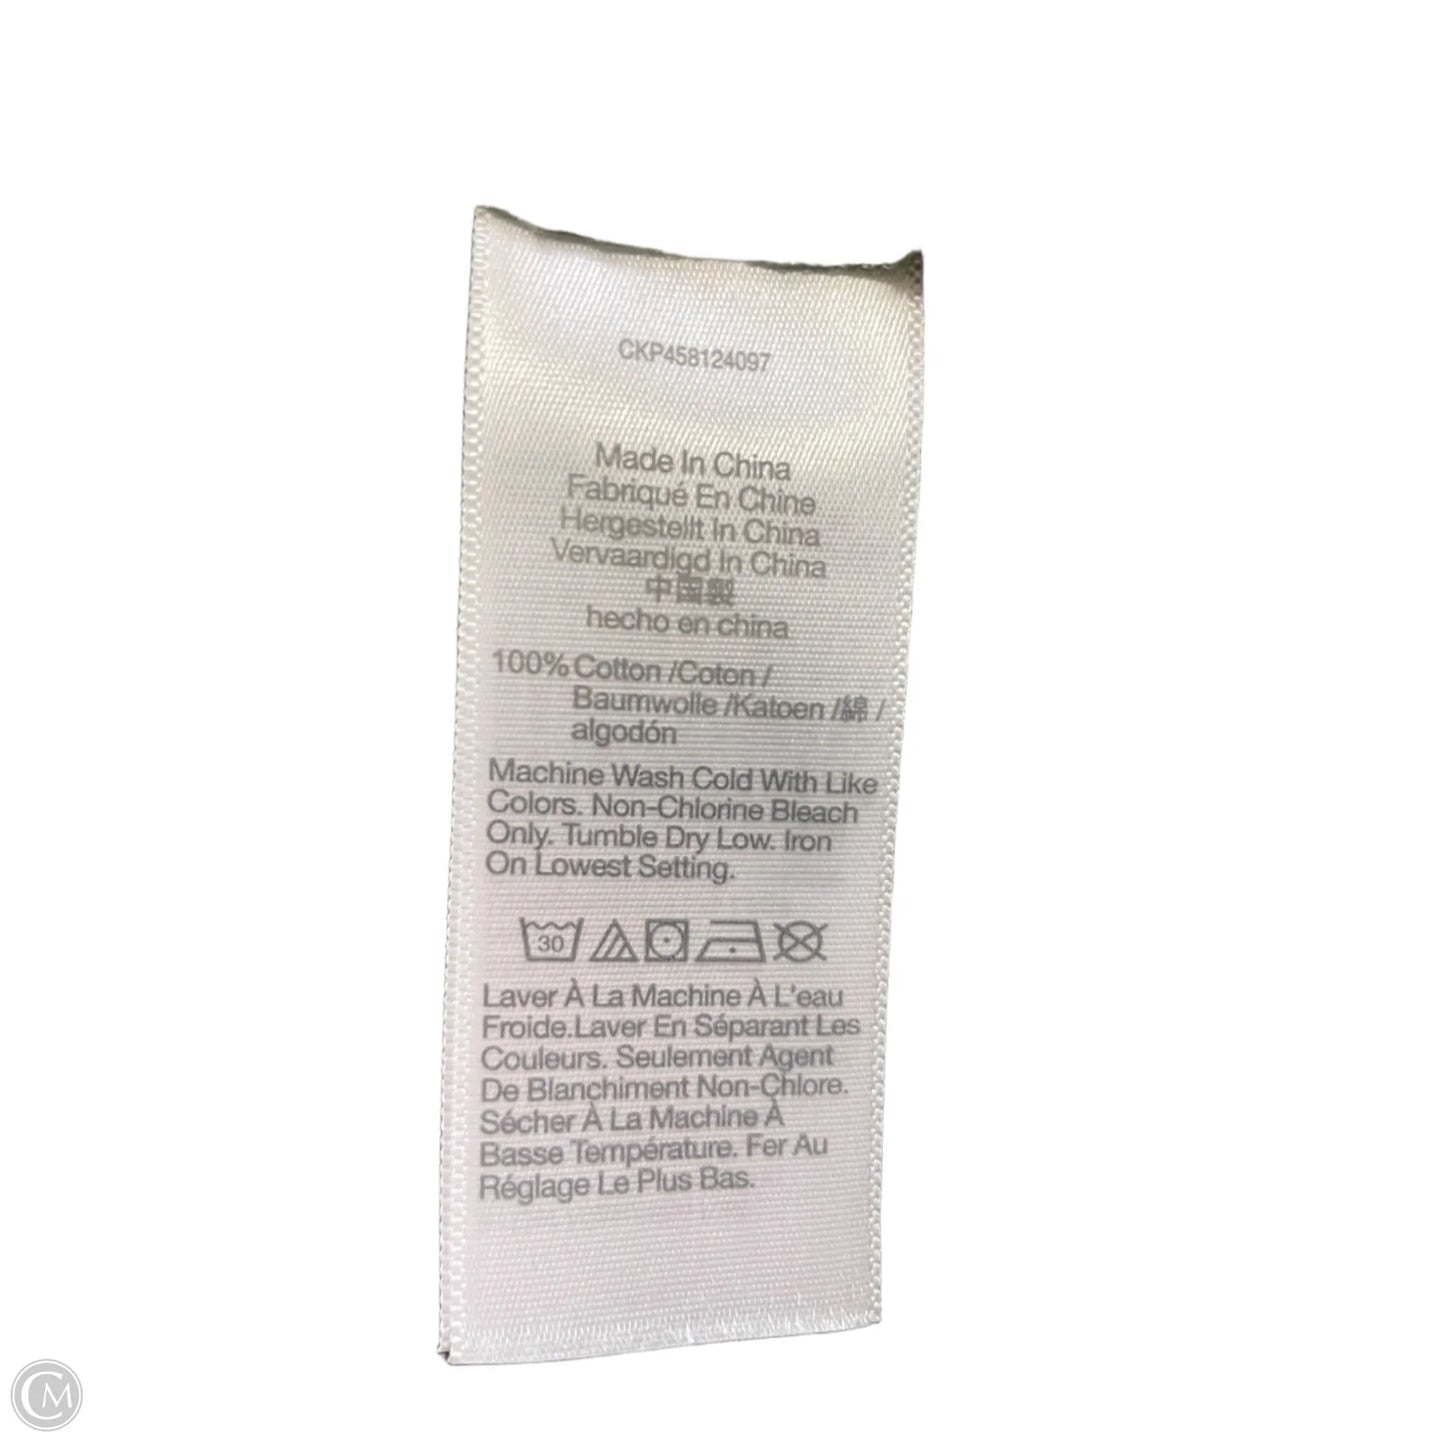 CKP458124097
Made In China
Fabriqué En Chine
Hergestellt In China
Vervaardigd In China
中国製
hecho en china
100% Cotton /Coton /
Baumwolle /Katoen /綿 /
algodón
Machine Wash Cold With Like
Colors. Non-Chlorine Bleach
Only. Tumble Dry Low. Iron
On Lowest Setting.
30
Laver À La Machine À L'eau
Froide.Laver En Séparant Les
Couleurs. Seulement Agent
De Blanchiment Non-Chlore.
Sécher À La Machine À
Basse Température. Fer Au
Réglage Le Plus Bas.
CM